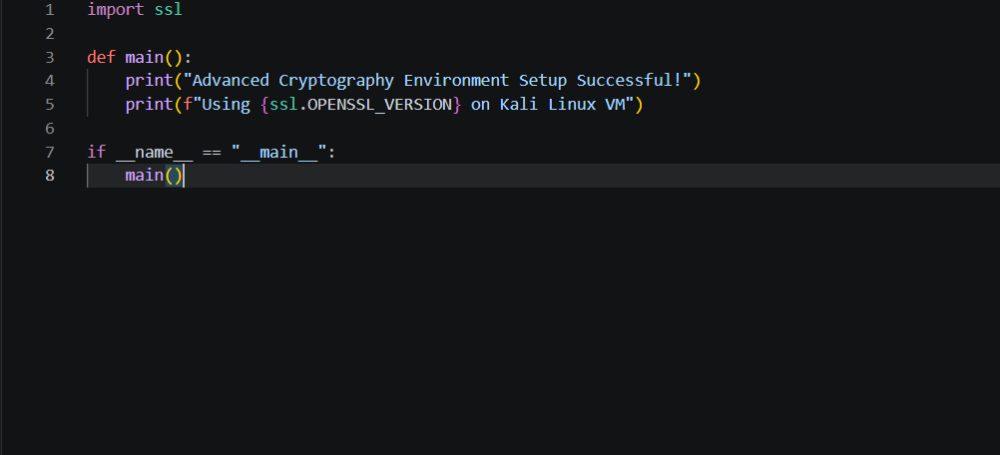 1 import ssl
2
3 def main():
4     print("Advanced Cryptography Environment Setup Successful!")
5     print(f"Using {ssl.OPENSSL_VERSION} on Kali Linux VM")
6
7 if __name__ == "__main__":
8     main()